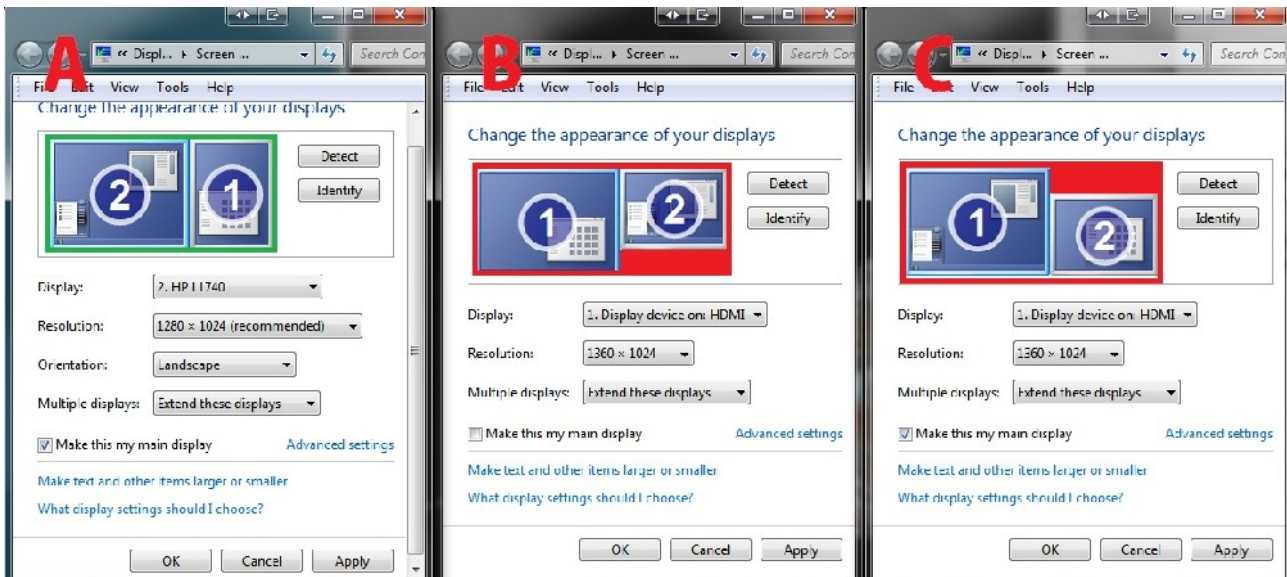 A
« Displ... ▸ Screen ...
Search Con
File Edit View Tools Help
Change the appearance of your displays
2
1
Detect
Identify
Display: 2. HP L1740
Resolution: 1280 × 1024 (recommended)
Orientation: Landscape
Multiple displays: Extend these displays
Make this my main display
Advanced settings
Make text and other items larger or smaller
What display settings should I choose?
OK Cancel Apply
B
« Displ... ▸ Screen ...
Search Con
File Edit View Tools Help
Change the appearance of your displays
1
2
Detect
Identify
Display: 1. Display device on: HDMI
Resolution: 1360 × 1024
Multiple displays: Extend these displays
Make this my main display
Advanced settings
Make text and other items larger or smaller
What display settings should I choose?
OK Cancel Apply
C
« Displ... ▸ Screen ...
Search Con
File Edit View Tools Help
Change the appearance of your displays
1
2
Detect
Identify
Display: 1. Display device on: HDMI
Resolution: 1360 × 1024
Multiple displays: Extend these displays
Make this my main display
Advanced settings
Make text and other items larger or smaller
What display settings should I choose?
OK Cancel Apply